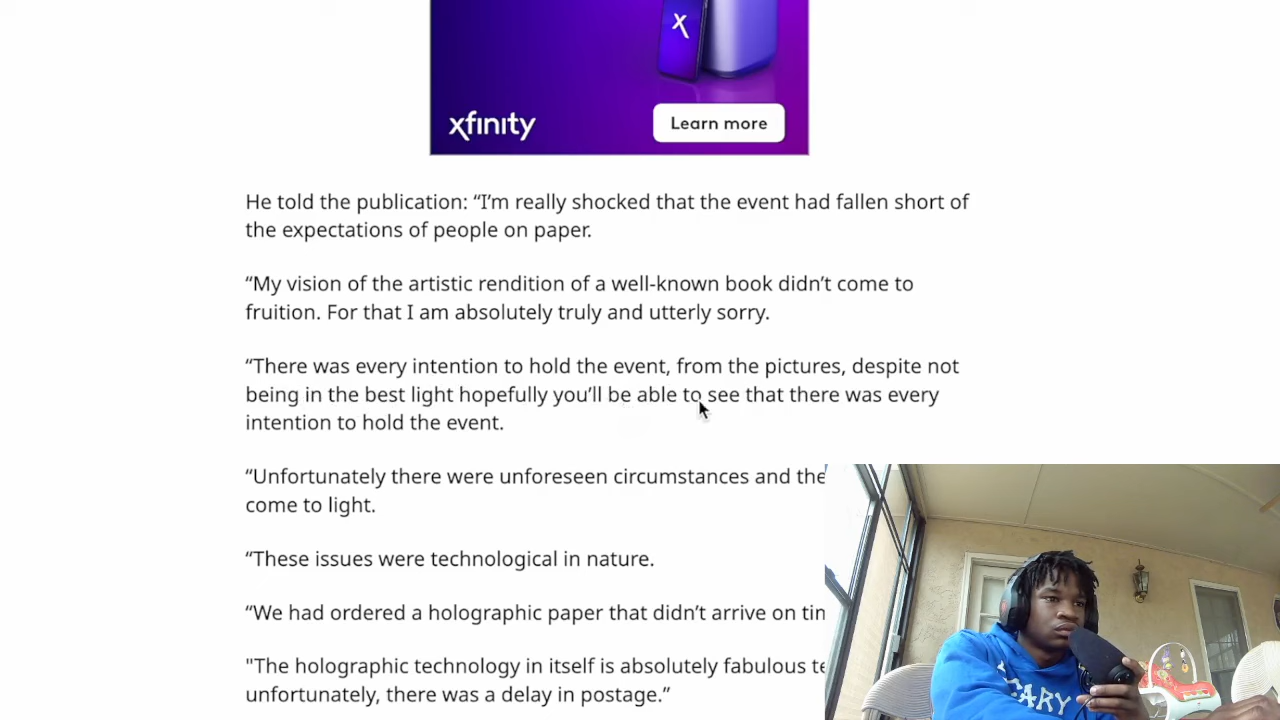 X
xfinity
Learn more
He told the publication: “I’m really shocked that the event had fallen short of
the expectations of people on paper.
“My vision of the artistic rendition of a well-known book didn’t come to
fruition. For that I am absolutely truly and utterly sorry.
“There was every intention to hold the event, from the pictures, despite not
being in the best light hopefully you’ll be able to see that there was every
intention to hold the event.
“Unfortunately there were unforeseen circumstances and the
come to light.
“These issues were technological in nature.
“We had ordered a holographic paper that didn’t arrive on
"The holographic technology in itself is absolutely fabulous
unfortunately, there was a delay in postage.”